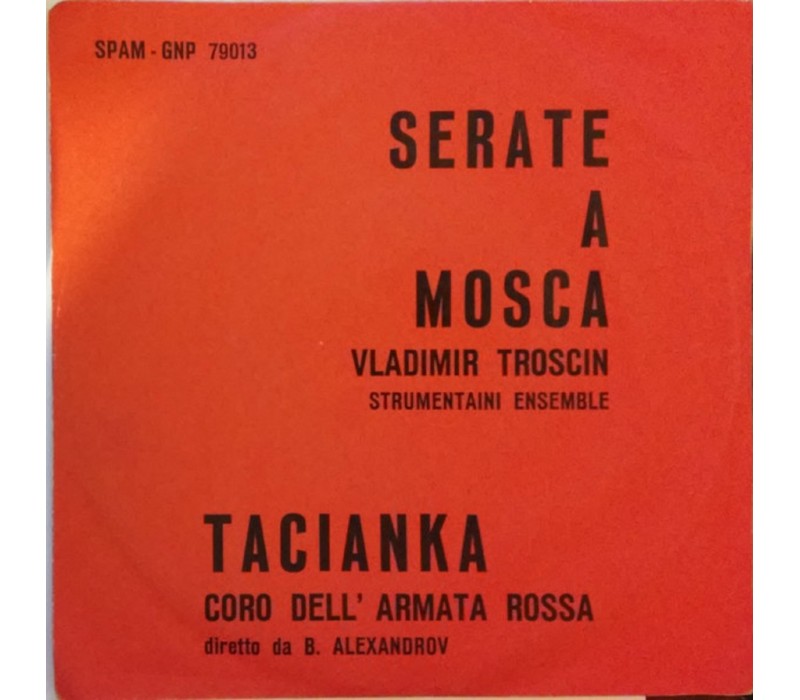 SPAM - GNP 79013
SERATE
A
MOSCA
VLADIMIR TROSCIN
STRUMENTAINI ENSEMBLE
TACIANKA
CORO DELL' ARMATA ROSSA
diretto da B. ALEXANDROV